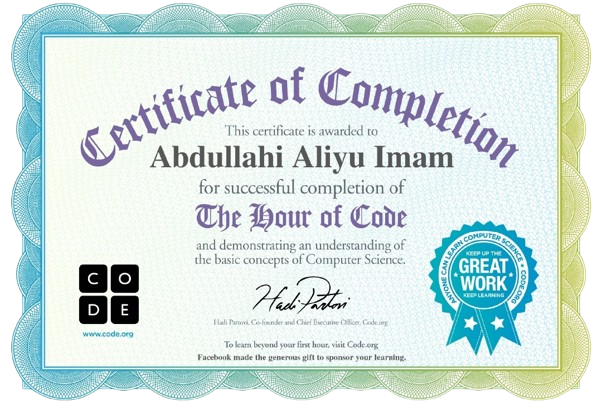 Certificate of Completion
This certificate is awarded to
Abdullahi Aliyu Imam
for successful completion of
The Hour of Code
and demonstrating an understanding of
the basic concepts of Computer Science.
CO
DE
www.code.org
Hadi Partovi
Hadi Partovi, Co-founder and Chief Executive Officer, Code.org
To learn beyond your first hour, visit Code.org
Facebook made the generous gift to sponsor your learning.
ANYONE CAN LEARN COMPUTER SCIENCE • CODE.ORG
KEEP UP THE
GREAT
WORK
KEEP LEARNING